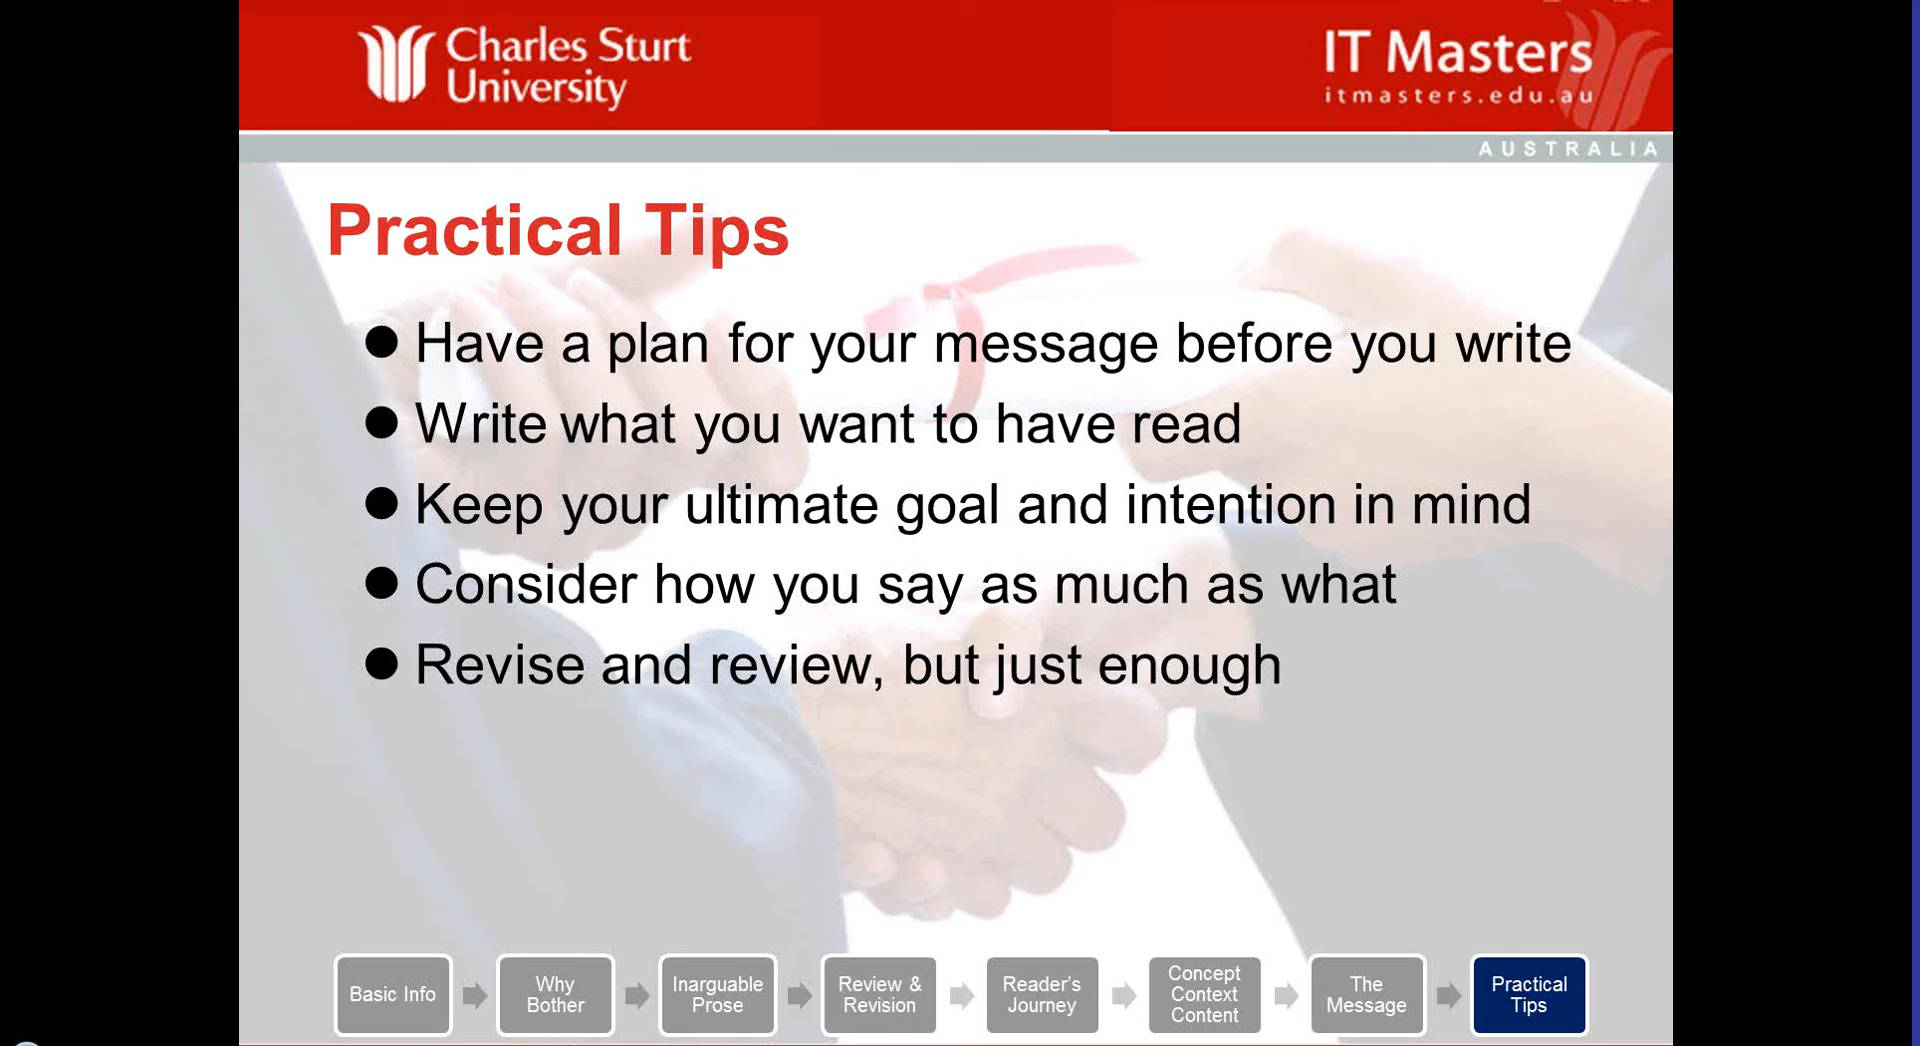 Charles Sturt
University
IT Masters
itmasters.edu.au
AUSTRALIA
Practical Tips
● Have a plan for your message before you write
● Write what you want to have read
● Keep your ultimate goal and intention in mind
● Consider how you say as much as what
● Revise and review, but just enough
Basic Info
Why
Bother
Inarguable
Prose
Review &
Revision
Reader's
Journey
Concept
Context
Content
The
Message
Practical
Tips